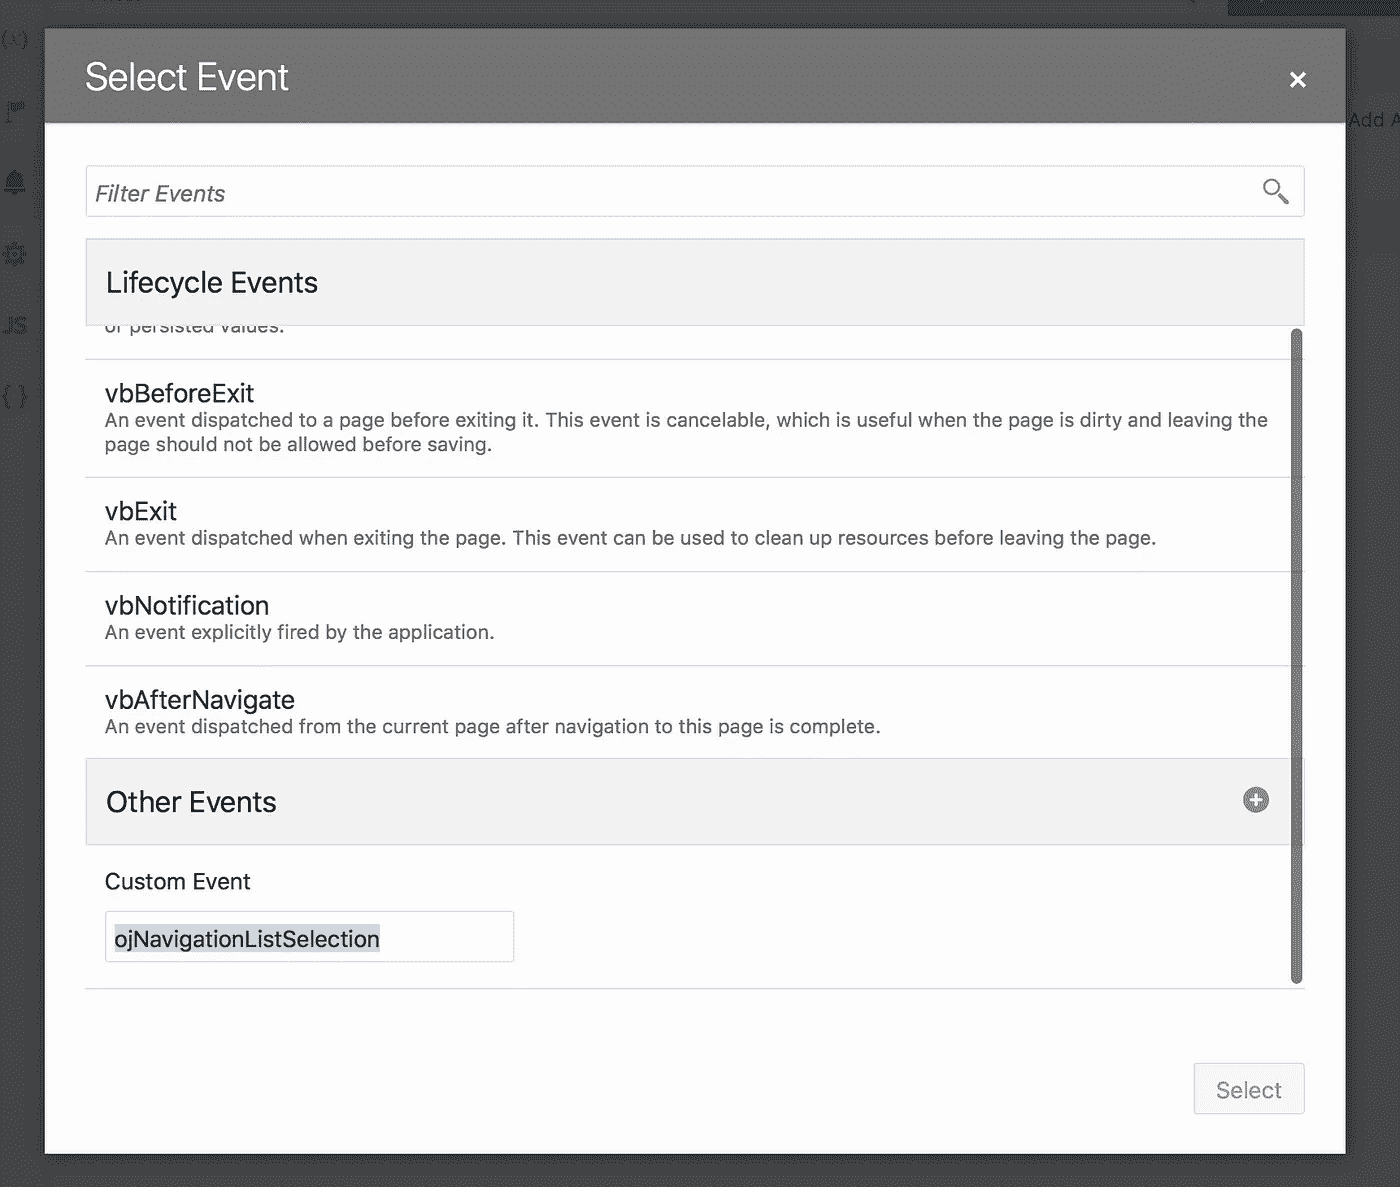 Select Event
Add A
Filter Events
Lifecycle Events
or persisted values.
vbBeforeExit
An event dispatched to a page before exiting it. This event is cancelable, which is useful when the page is dirty and leaving the
page should not be allowed before saving.
vbExit
An event dispatched when exiting the page. This event can be used to clean up resources before leaving the page.
vbNotification
An event explicitly fired by the application.
vbAfterNavigate
An event dispatched from the current page after navigation to this page is complete.
Other Events
Custom Event
ojNavigationListSelection
Select
(x)
JS
{ }